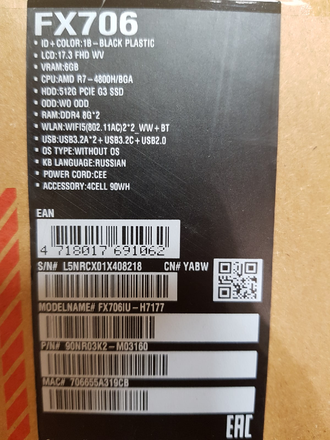 FX706
• ID+COLOR:1B-BLACK PLASTIC
• LCD:17.3 FHD WV
• VRAM:6GB
• CPU:AMD R7-4800H/BGA
• HDD:512G PCIE G3 SSD
• ODD:WO ODD
• RAM:DDR4 8G*2
• WLAN:WIFI5(802.11AC)2*2_WW+BT
• USB:USB3.2A*2+USB3.2C+USB2.0
• OS TYPE:WITHOUT OS
• KB LANGUAGE:RUSSIAN
• POWER CORD:CEE
• ACCESSORY:4CELL 90WH
EAN
4 718017 691062
S/N# L5NRCX01X408218 CN# YABW
MODELNAME# FX706IU-H7177
P/N# 90NR03K2-M03160
MAC# 706655A319CB
EAC